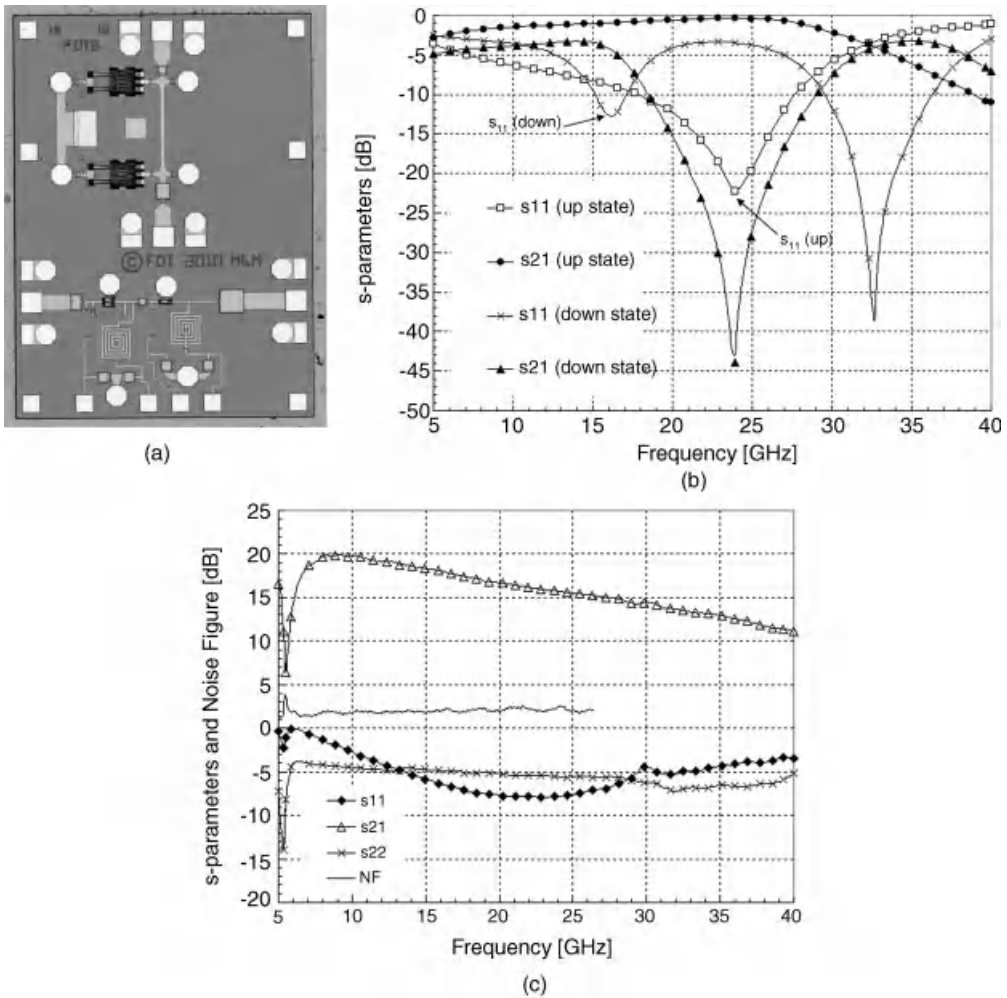 © FOI 2010 M&M
(a)
s-parameters [dB]
0
-5
-10
-15
-20
-25
-30
-35
-40
-45
-50
s11 (down)
s11 (up)
s11 (up state)
s21 (up state)
s11 (down state)
s21 (down state)
5 10 15 20 25 30 35 40
Frequency [GHz]
(b)
s-parameters and Noise Figure [dB]
25
20
15
10
5
0
-5
-10
-15
-20
s11
s21
s22
NF
5 10 15 20 25 30 35 40
Frequency [GHz]
(c)